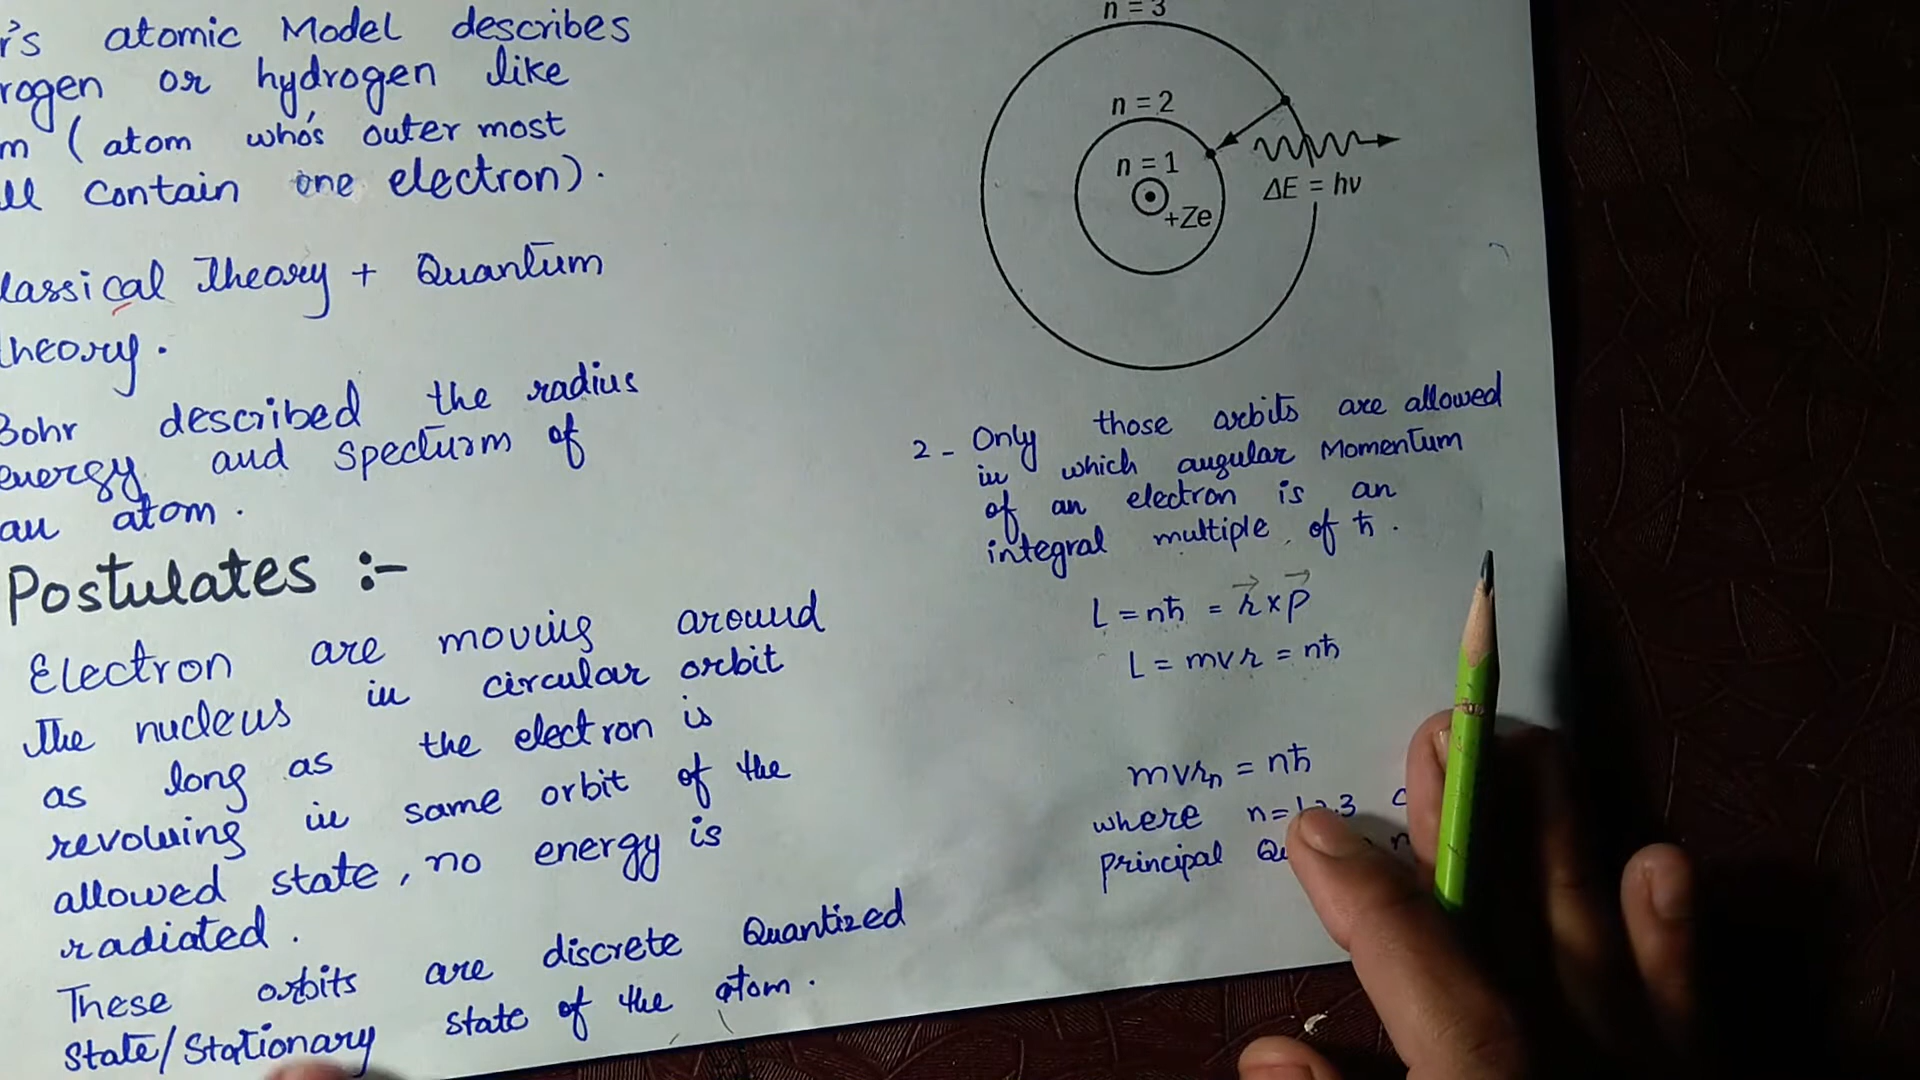 atomic Model describes
or hydrogen like
(atom who's outer most
contain one electron).
Theory + Quantum
Bohr described the radius
energy and Specturm of
atom.
Postulates :-
Electron are moving around
The nucleus in circular orbit
as long as the electron is
revolving in same orbit of the
allowed state, no energy is
radiated.
These orbits are discrete Quantized
State/Stationary state of the atom.
n = 3
n = 2
n = 1
+Ze
ΔE = hν
2 - Only those orbits are allowed
in which angular Momentum
of an electron is an
integral multiple of ħ.
L = nħ = r⃗ × p⃗
L = mvr = nħ
mvrₙ = nħ
where
principal